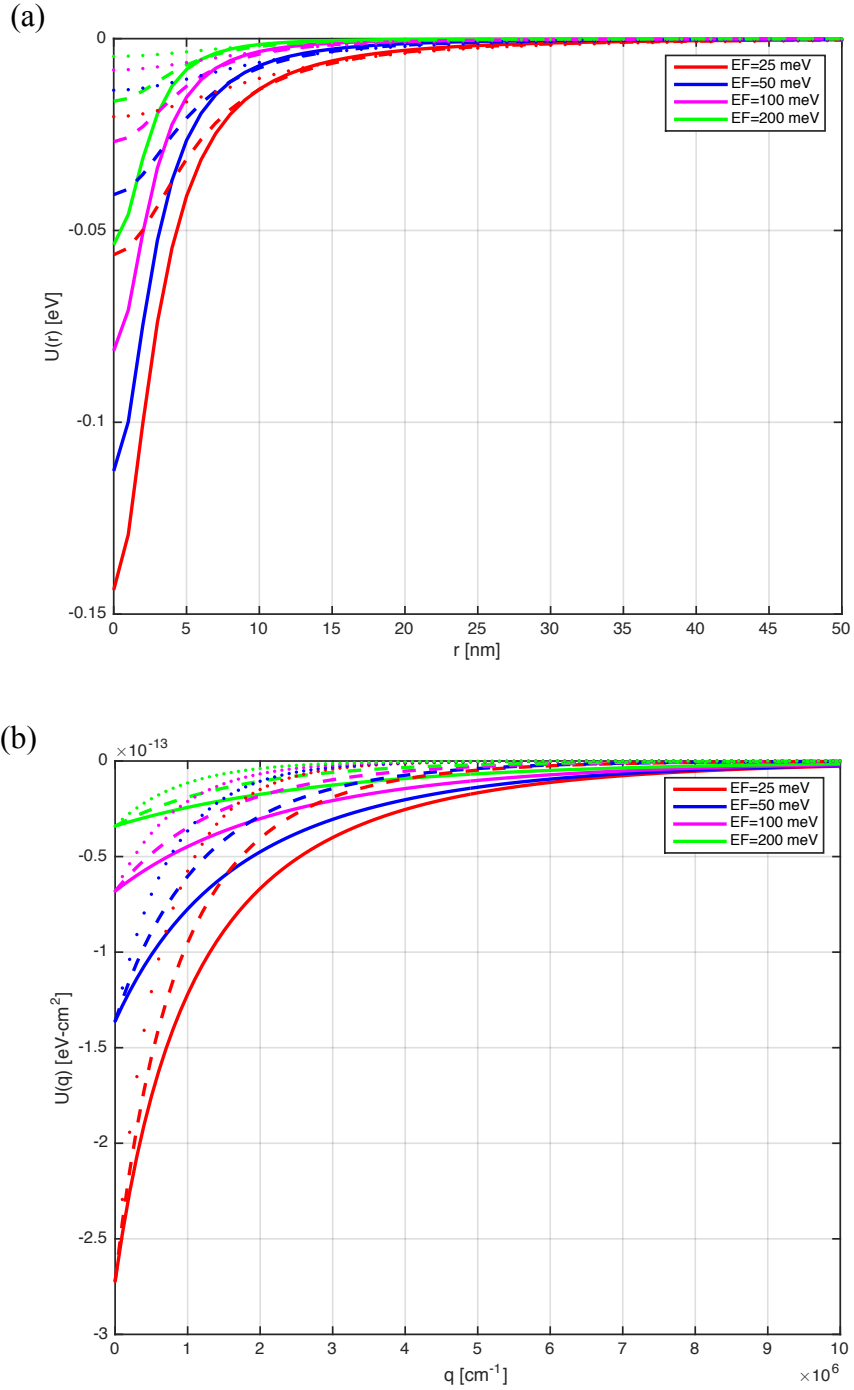 (a)
0
-0.05
-0.1
-0.15
U(r) [eV]
EF=25 meV
EF=50 meV
EF=100 meV
EF=200 meV
0 5 10 15 20 25 30 35 40 45 50
r [nm]
(b)
×10-13
0
-0.5
-1
-1.5
-2
-2.5
-3
U(q) [eV-cm2]
EF=25 meV
EF=50 meV
EF=100 meV
EF=200 meV
0 1 2 3 4 5 6 7 8 9 10
q [cm-1]
×106